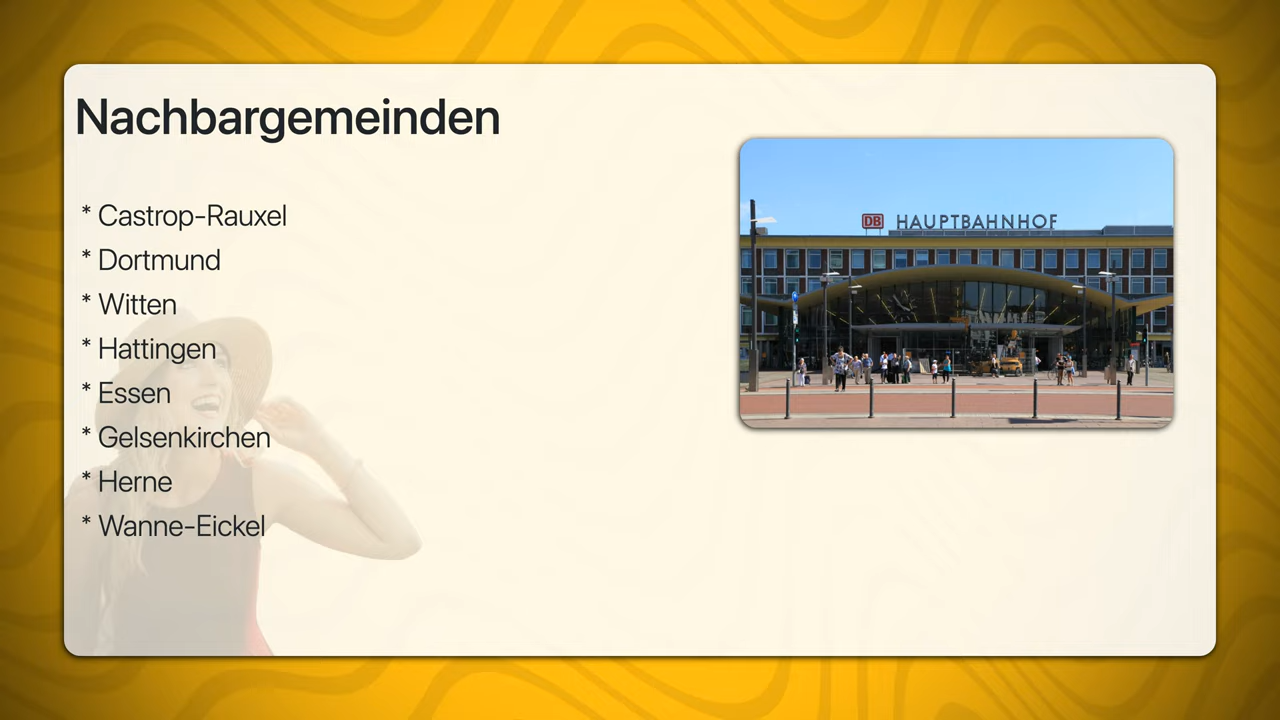 Nachbargemeinden
* Castrop-Rauxel
* Dortmund
* Witten
* Hattingen
* Essen
* Gelsenkirchen
* Herne
* Wanne-Eickel
DB HAUPTBAHNHOF